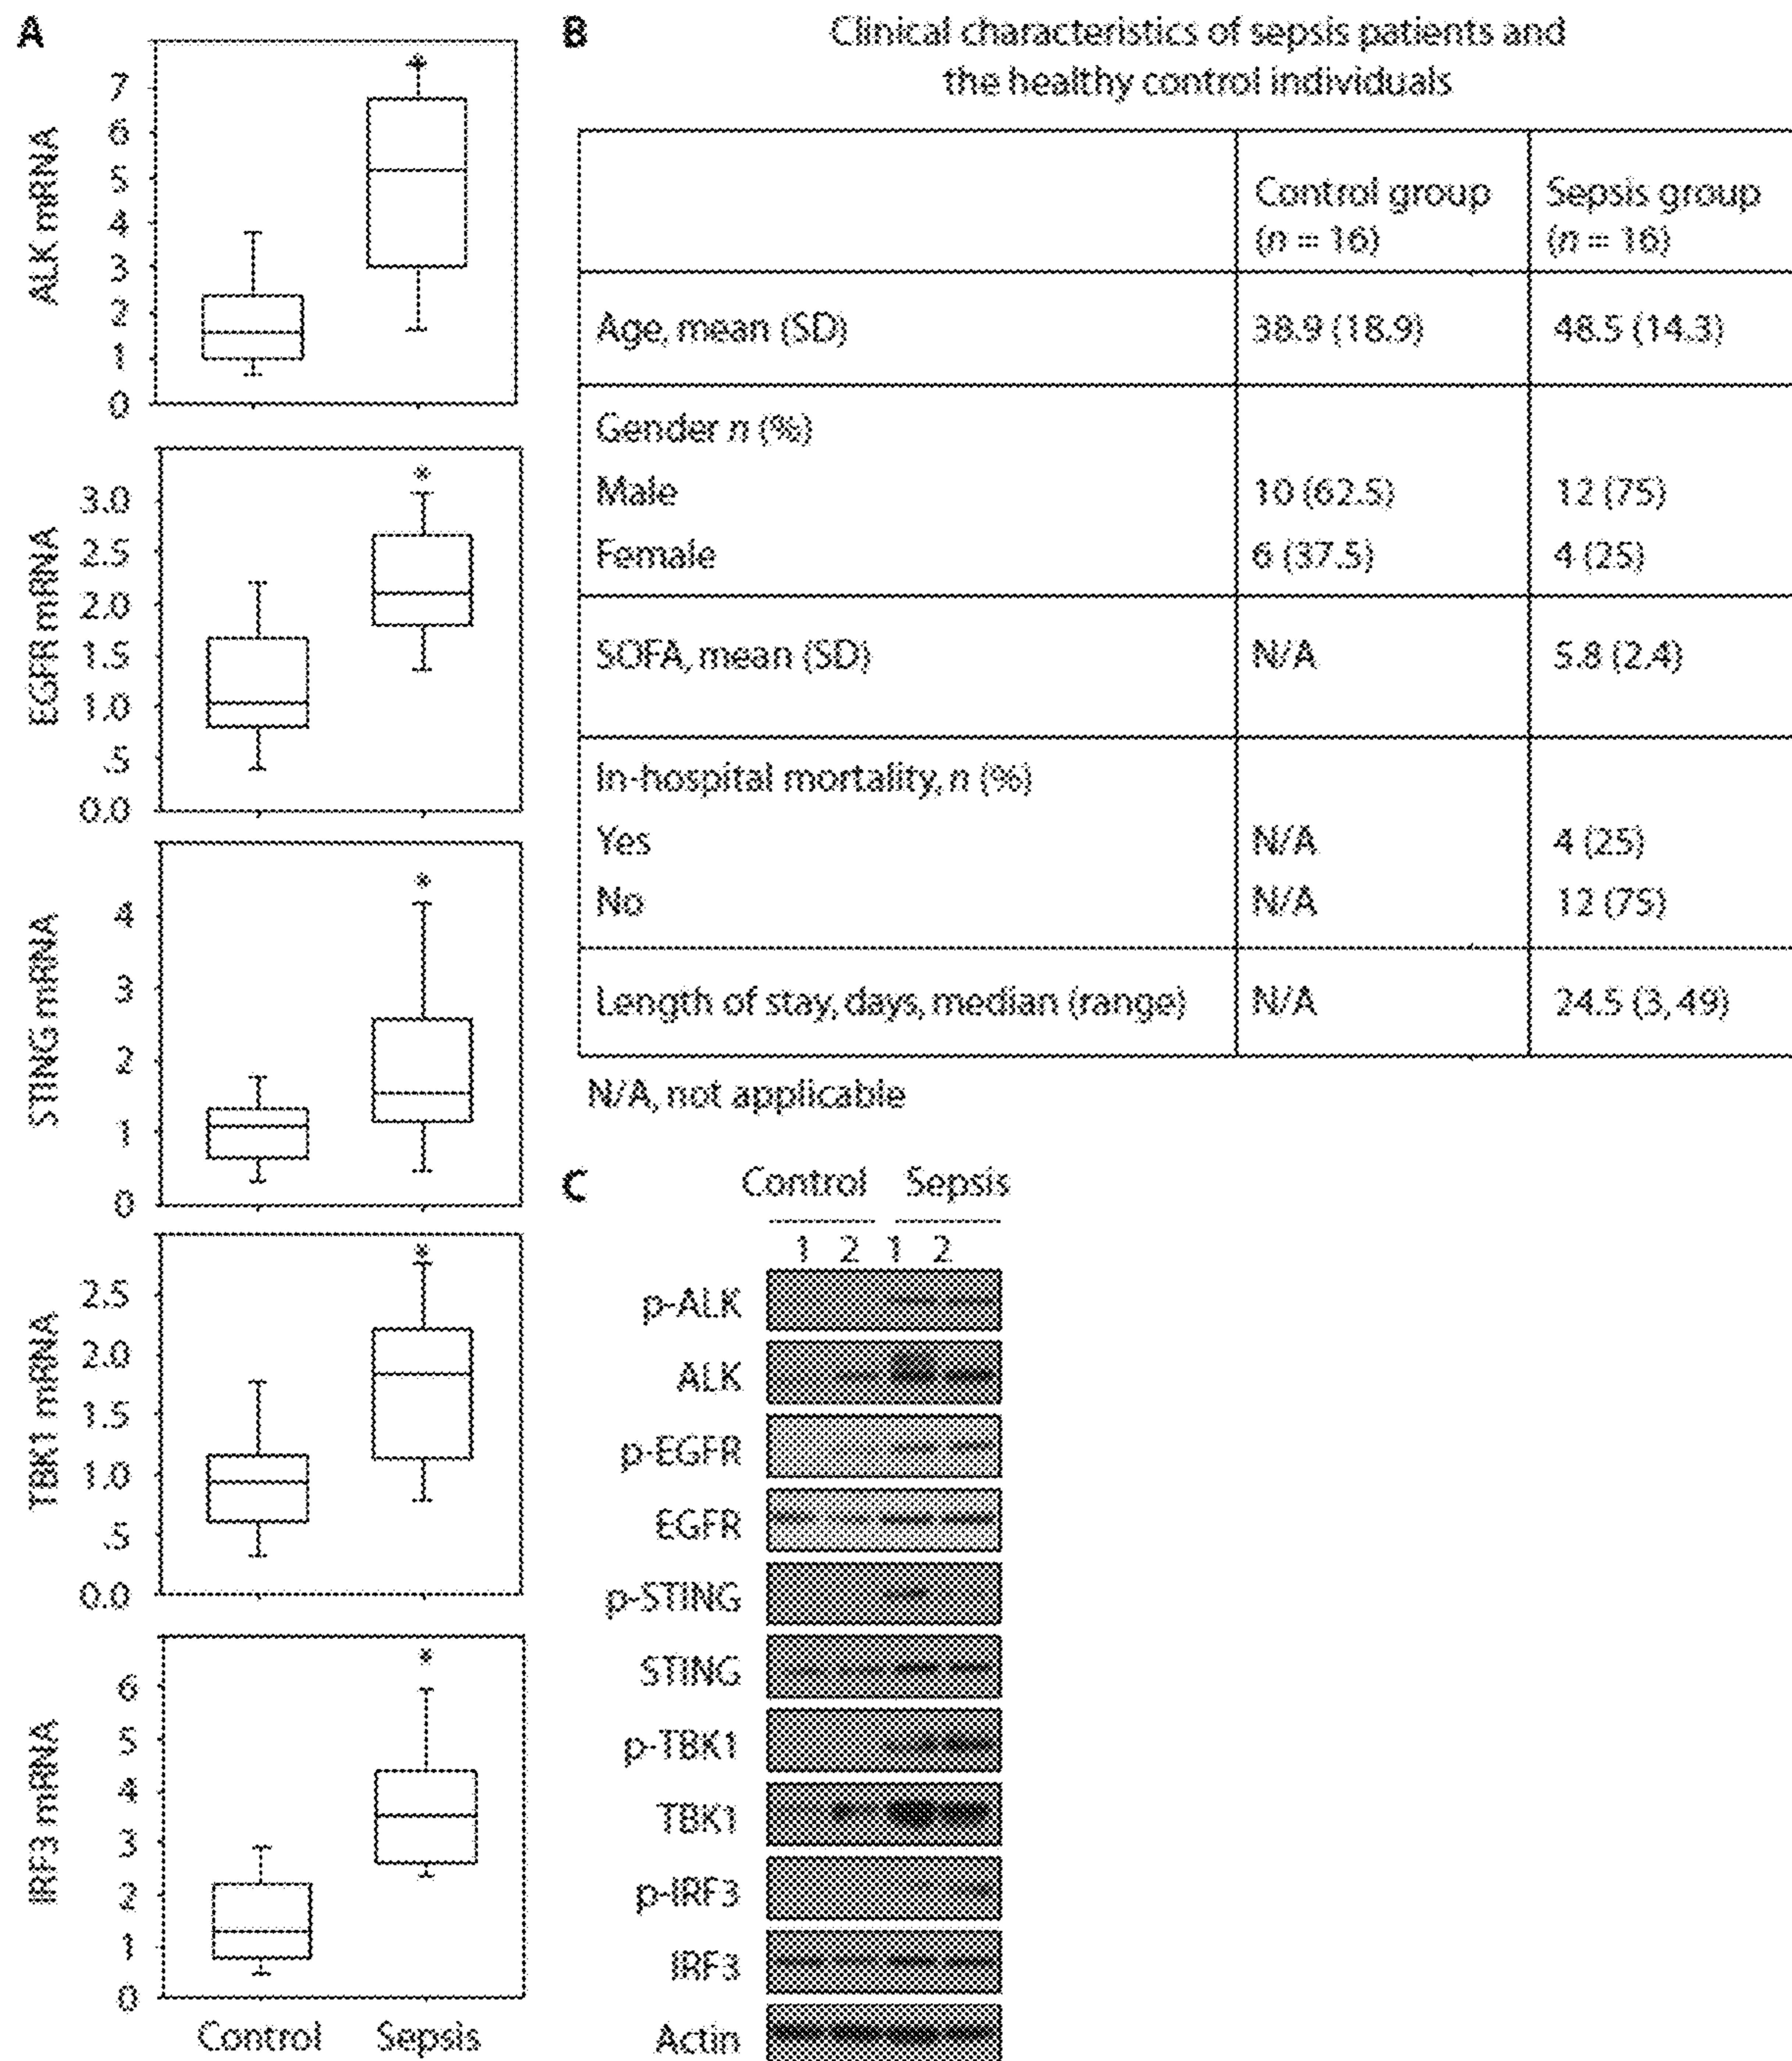 A
ALK mRNA
7
6
5
4
3
2
1
0
*
EGFR mRNA
3.0
2.5
2.0
1.5
1.0
.5
0.0
*
STING mRNA
4
3
2
1
0
*
TBK1 mRNA
2.5
2.0
1.5
1.0
.5
0.0
*
IRF3 mRNA
6
5
4
3
2
1
0
*
Control Sepsis
B
Clinical characteristics of sepsis patients and
the healthy control individuals
Control group Sepsis group
(n = 16) (n = 16)
Age, mean (SD) 38.9 (18.9) 48.5 (14.3)
Gender n (%)
Male 10 (62.5) 12 (75)
Female 6 (37.5) 4 (25)
SOFA, mean (SD) N/A 5.8 (2.4)
In-hospital mortality, n (%)
Yes N/A 4 (25)
No N/A 12 (75)
Length of stay, days, median (range) N/A 24.5 (3, 49)
N/A, not applicable
C
Control Sepsis
1 2 1 2
p-ALK
ALK
p-EGFR
EGFR
p-STING
STING
p-TBK1
TBK1
p-IRF3
IRF3
Actin